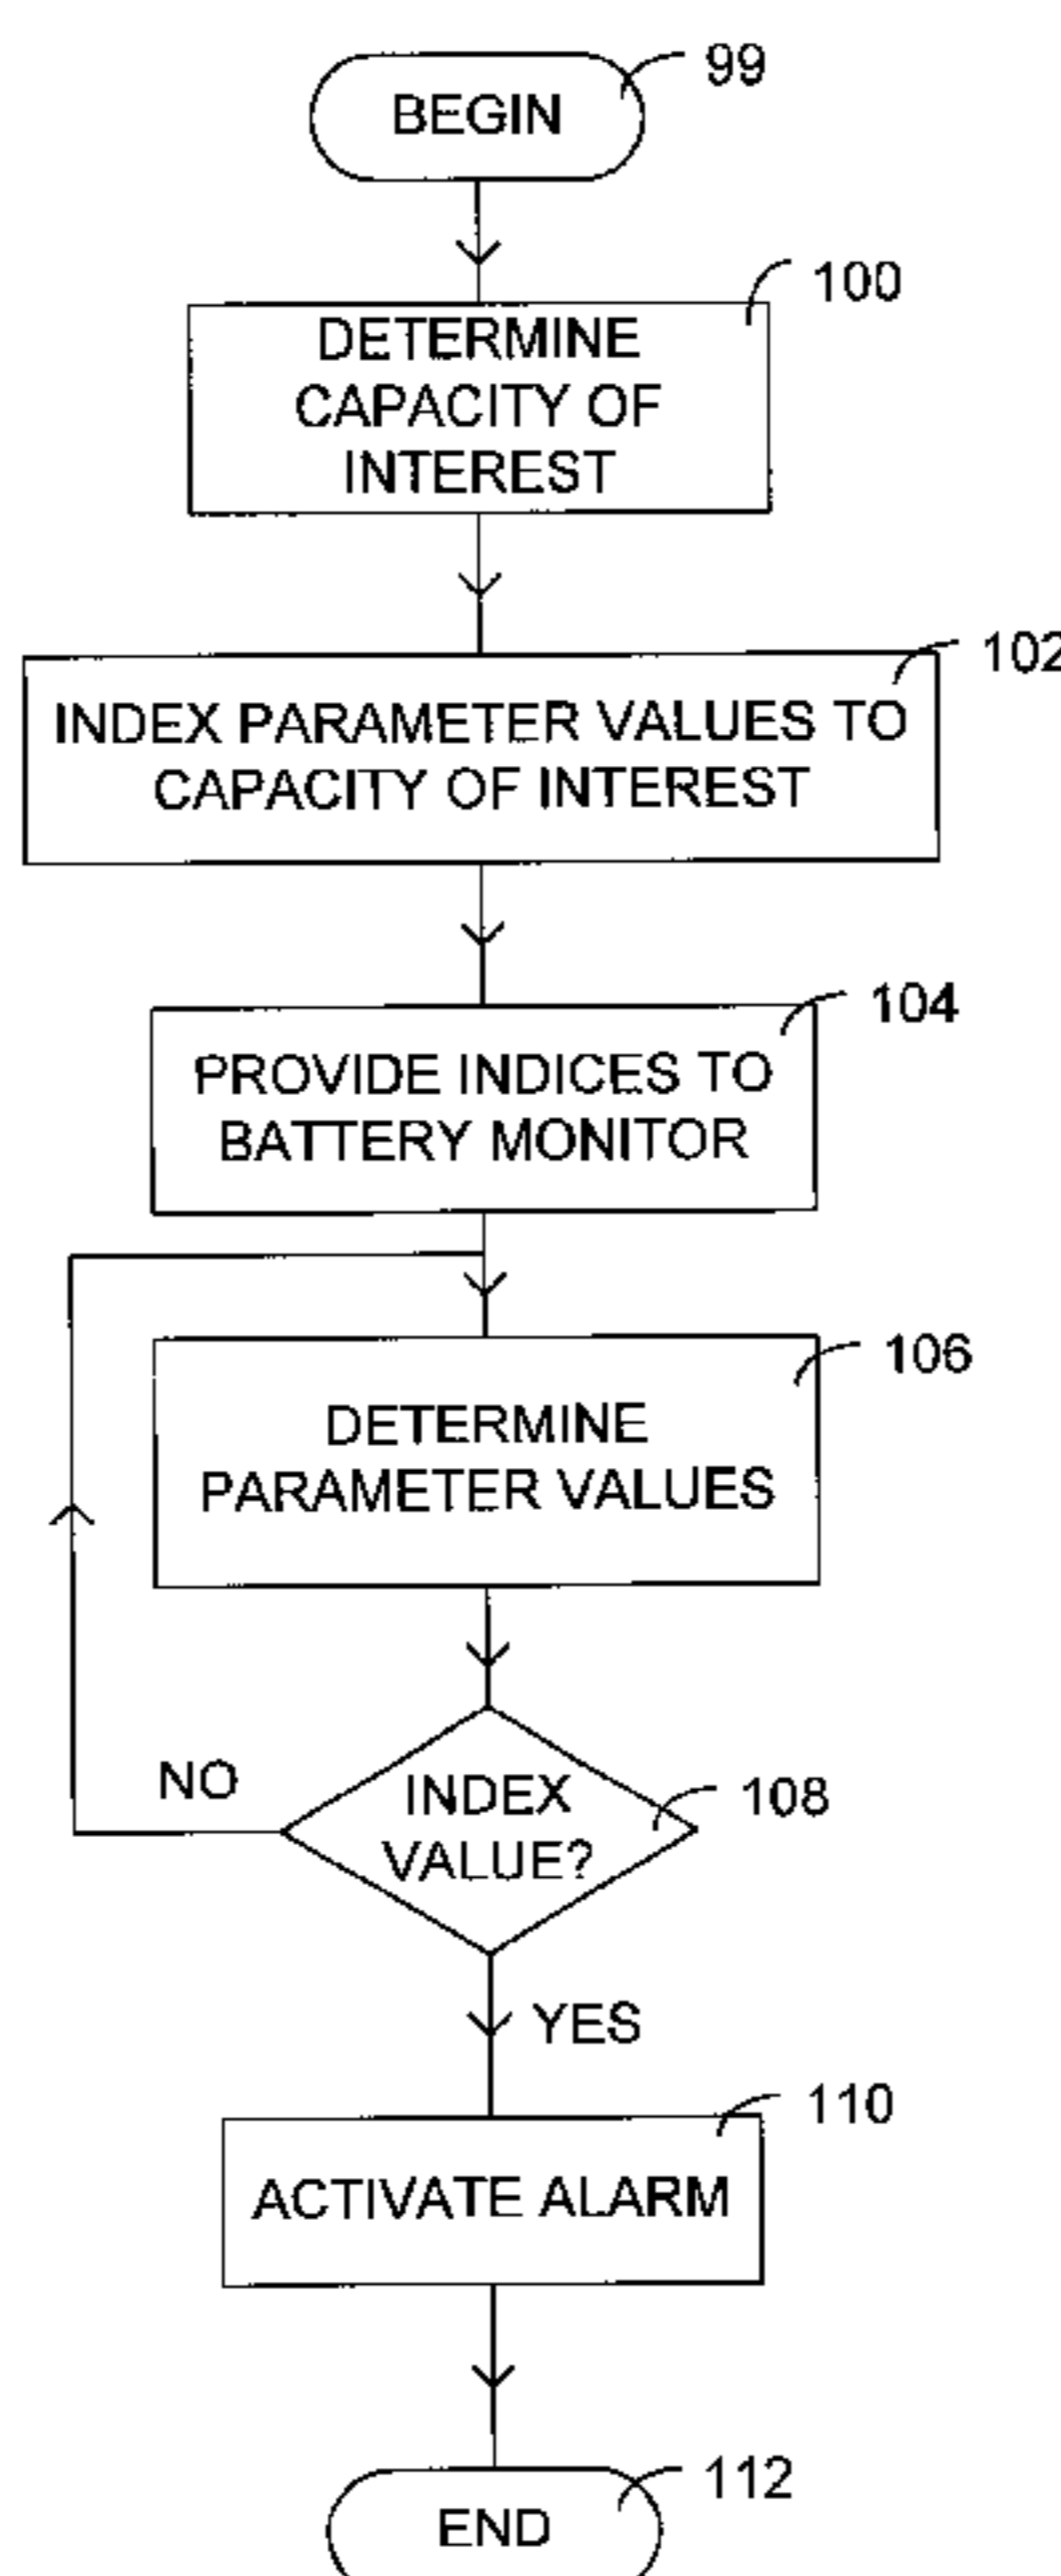 99
BEGIN
100
DETERMINE
CAPACITY OF
INTEREST
102
INDEX PARAMETER VALUES TO
CAPACITY OF INTEREST
104
PROVIDE INDICES TO
BATTERY MONITOR
106
DETERMINE
PARAMETER VALUES
NO
INDEX
VALUE?
108
YES
110
ACTIVATE ALARM
112
END